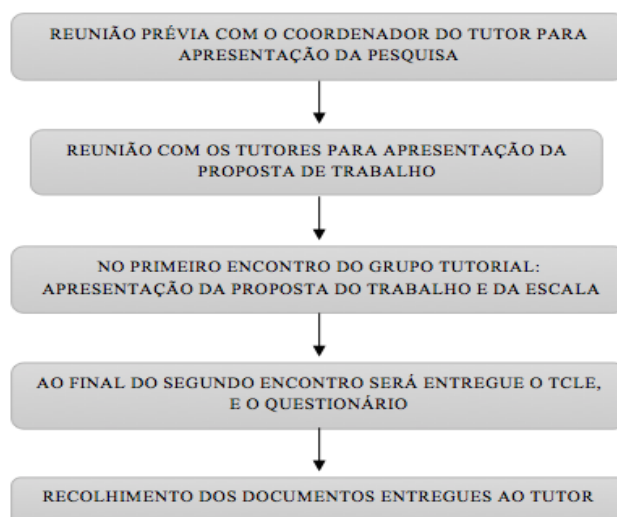 REUNIÃO PRÉVIA COM O COORDENADOR DO TUTOR PARA
APRESENTAÇÃO DA PESQUISA
REUNIÃO COM OS TUTORES PARA APRESENTAÇÃO DA
PROPOSTA DE TRABALHO
NO PRIMEIRO ENCONTRO DO GRUPO TUTORIAL:
APRESENTAÇÃO DA PROPOSTA DO TRABALHO E DA ESCALA
AO FINAL DO SEGUNDO ENCONTRO SERÁ ENTREGUE O TCLE,
E O QUESTIONÁRIO
RECOLHIMENTO DOS DOCUMENTOS ENTREGUES AO TUTOR